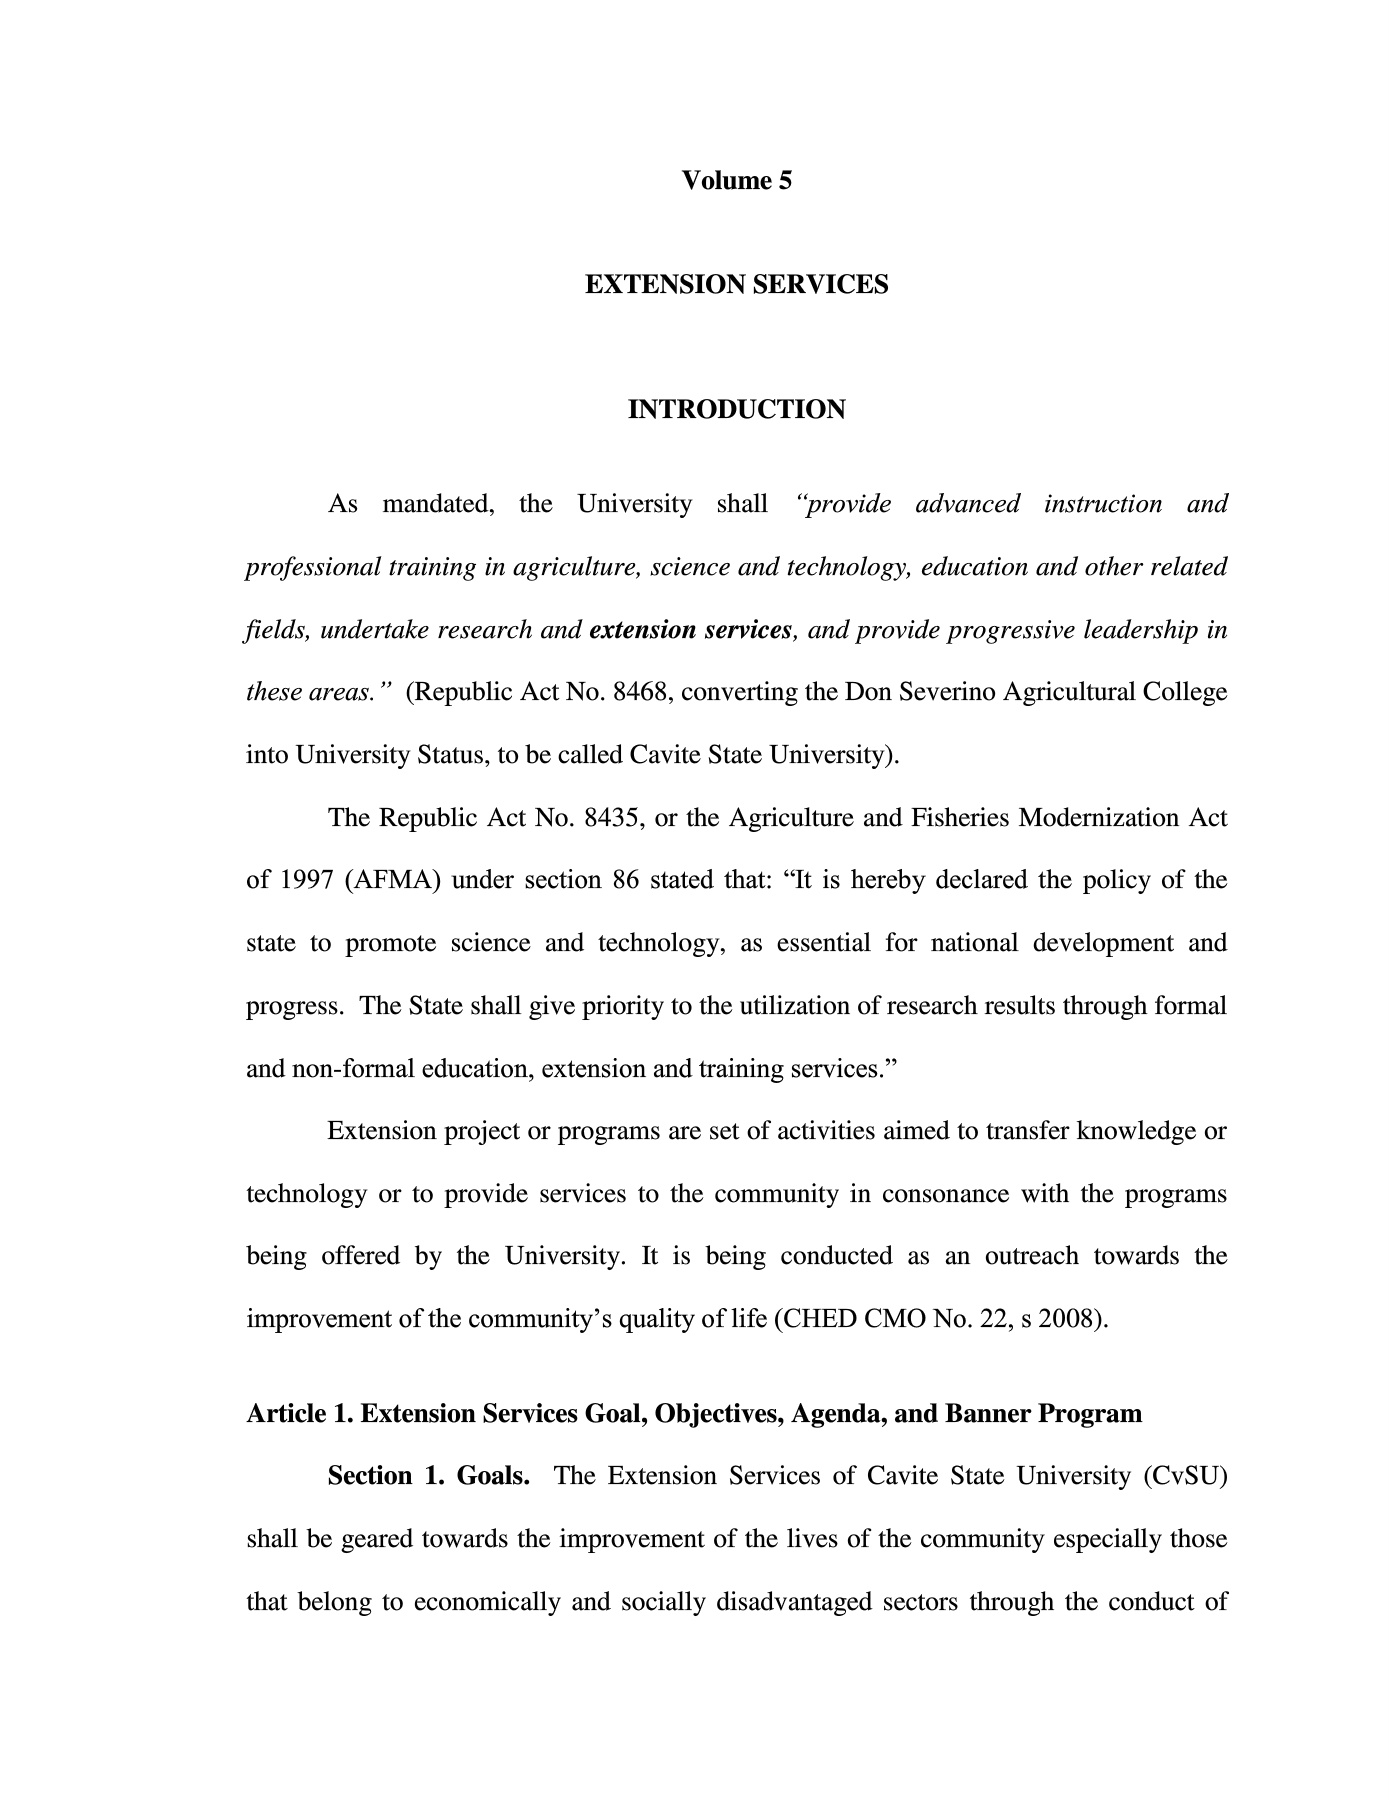 Volume 5
EXTENSION SERVICES
INTRODUCTION
As mandated, the University shall “provide advanced instruction and
professional training in agriculture, science and technology, education and other related
fields, undertake research and extension services, and provide progressive leadership in
these areas.” (Republic Act No. 8468, converting the Don Severino Agricultural College
into University Status, to be called Cavite State University).
The Republic Act No. 8435, or the Agriculture and Fisheries Modernization Act
of 1997 (AFMA) under section 86 stated that: “It is hereby declared the policy of the
state to promote science and technology, as essential for national development and
progress. The State shall give priority to the utilization of research results through formal
and non-formal education, extension and training services.”
Extension project or programs are set of activities aimed to transfer knowledge or
technology or to provide services to the community in consonance with the programs
being offered by the University. It is being conducted as an outreach towards the
improvement of the community’s quality of life (CHED CMO No. 22, s 2008).
Article 1. Extension Services Goal, Objectives, Agenda, and Banner Program
Section 1. Goals. The Extension Services of Cavite State University (CvSU)
shall be geared towards the improvement of the lives of the community especially those
that belong to economically and socially disadvantaged sectors through the conduct of